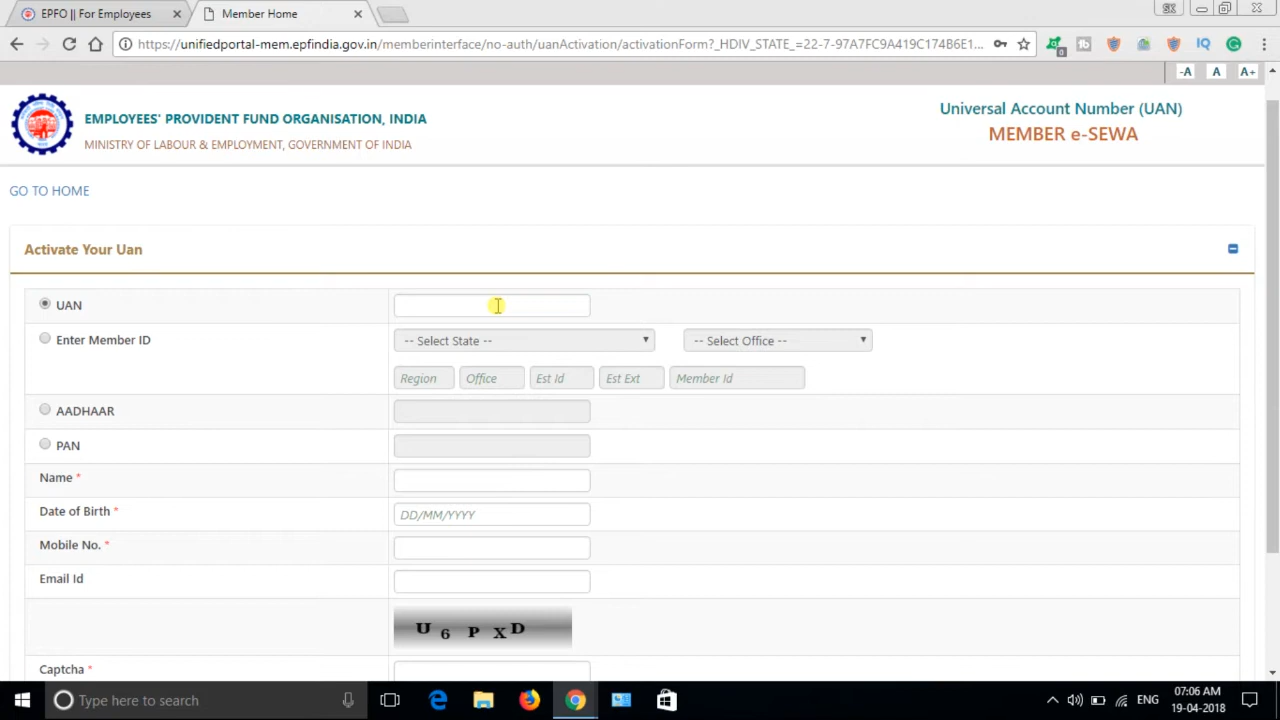 EPFO || For Employees
Member Home
https://unifiedportal-mem.epfindia.gov.in/memberinterface/no-auth/uanActivation/activationForm?_HDIV_STATE_=22-7-97A7FC9A419C174B6E1...
-A A A+
EMPLOYEES' PROVIDENT FUND ORGANISATION, INDIA
MINISTRY OF LABOUR & EMPLOYMENT, GOVERNMENT OF INDIA
Universal Account Number (UAN)
MEMBER e-SEWA
GO TO HOME
Activate Your Uan
UAN
Enter Member ID
-- Select State -- -- Select Office --
Region Office Est Id Est Ext Member Id
AADHAAR
PAN
Name *
Date of Birth * DD/MM/YYYY
Mobile No. *
Email Id
U 6 P X D
Captcha *
Type here to search
ENG
07:06 AM
19-04-2018